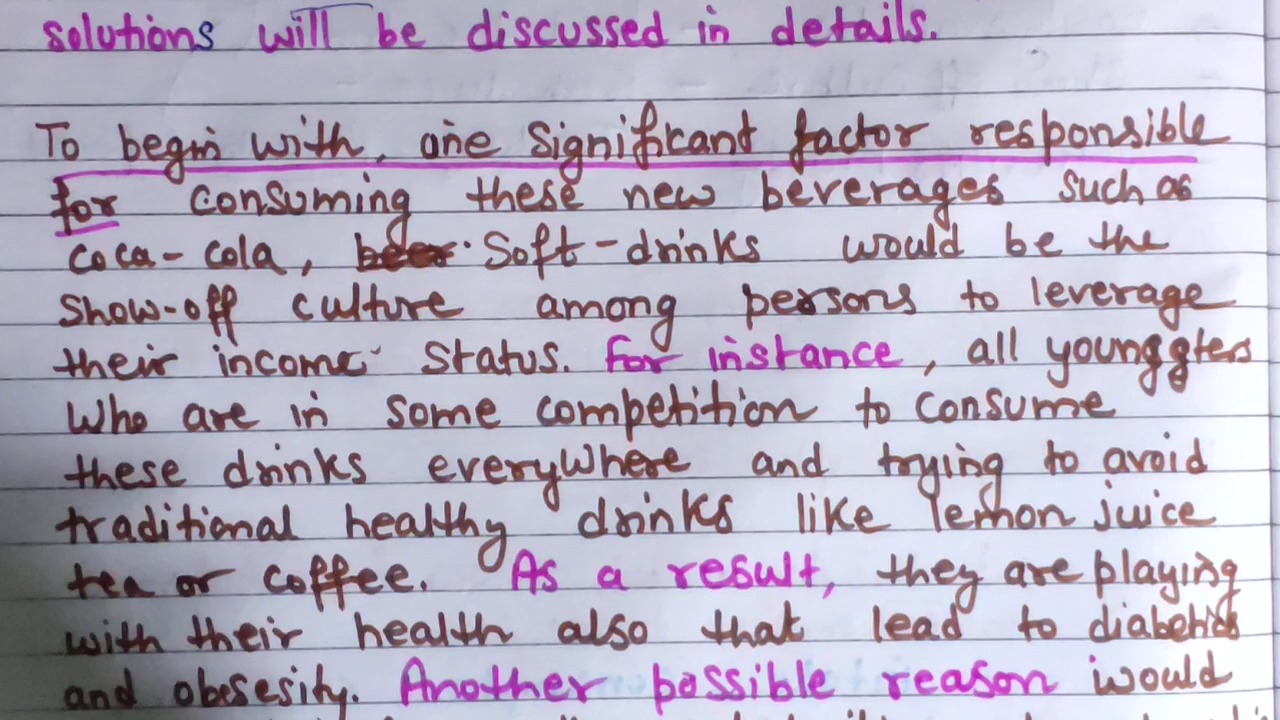 solutions will be discussed in details.
To begin with, one significant factor responsible
for consuming these new beverages such as
coca-cola, beer. Soft-drinks would be the
Show-off culture among persons to leverage
their income status. For instance, all younggters
who are in some competition to consume
these drinks everywhere and trying to avoid
traditional healthy drinks like lemon juice
tea or coffee. As a result, they are playing
with their health also that lead to diabetics
and obesesity. Another possible reason would